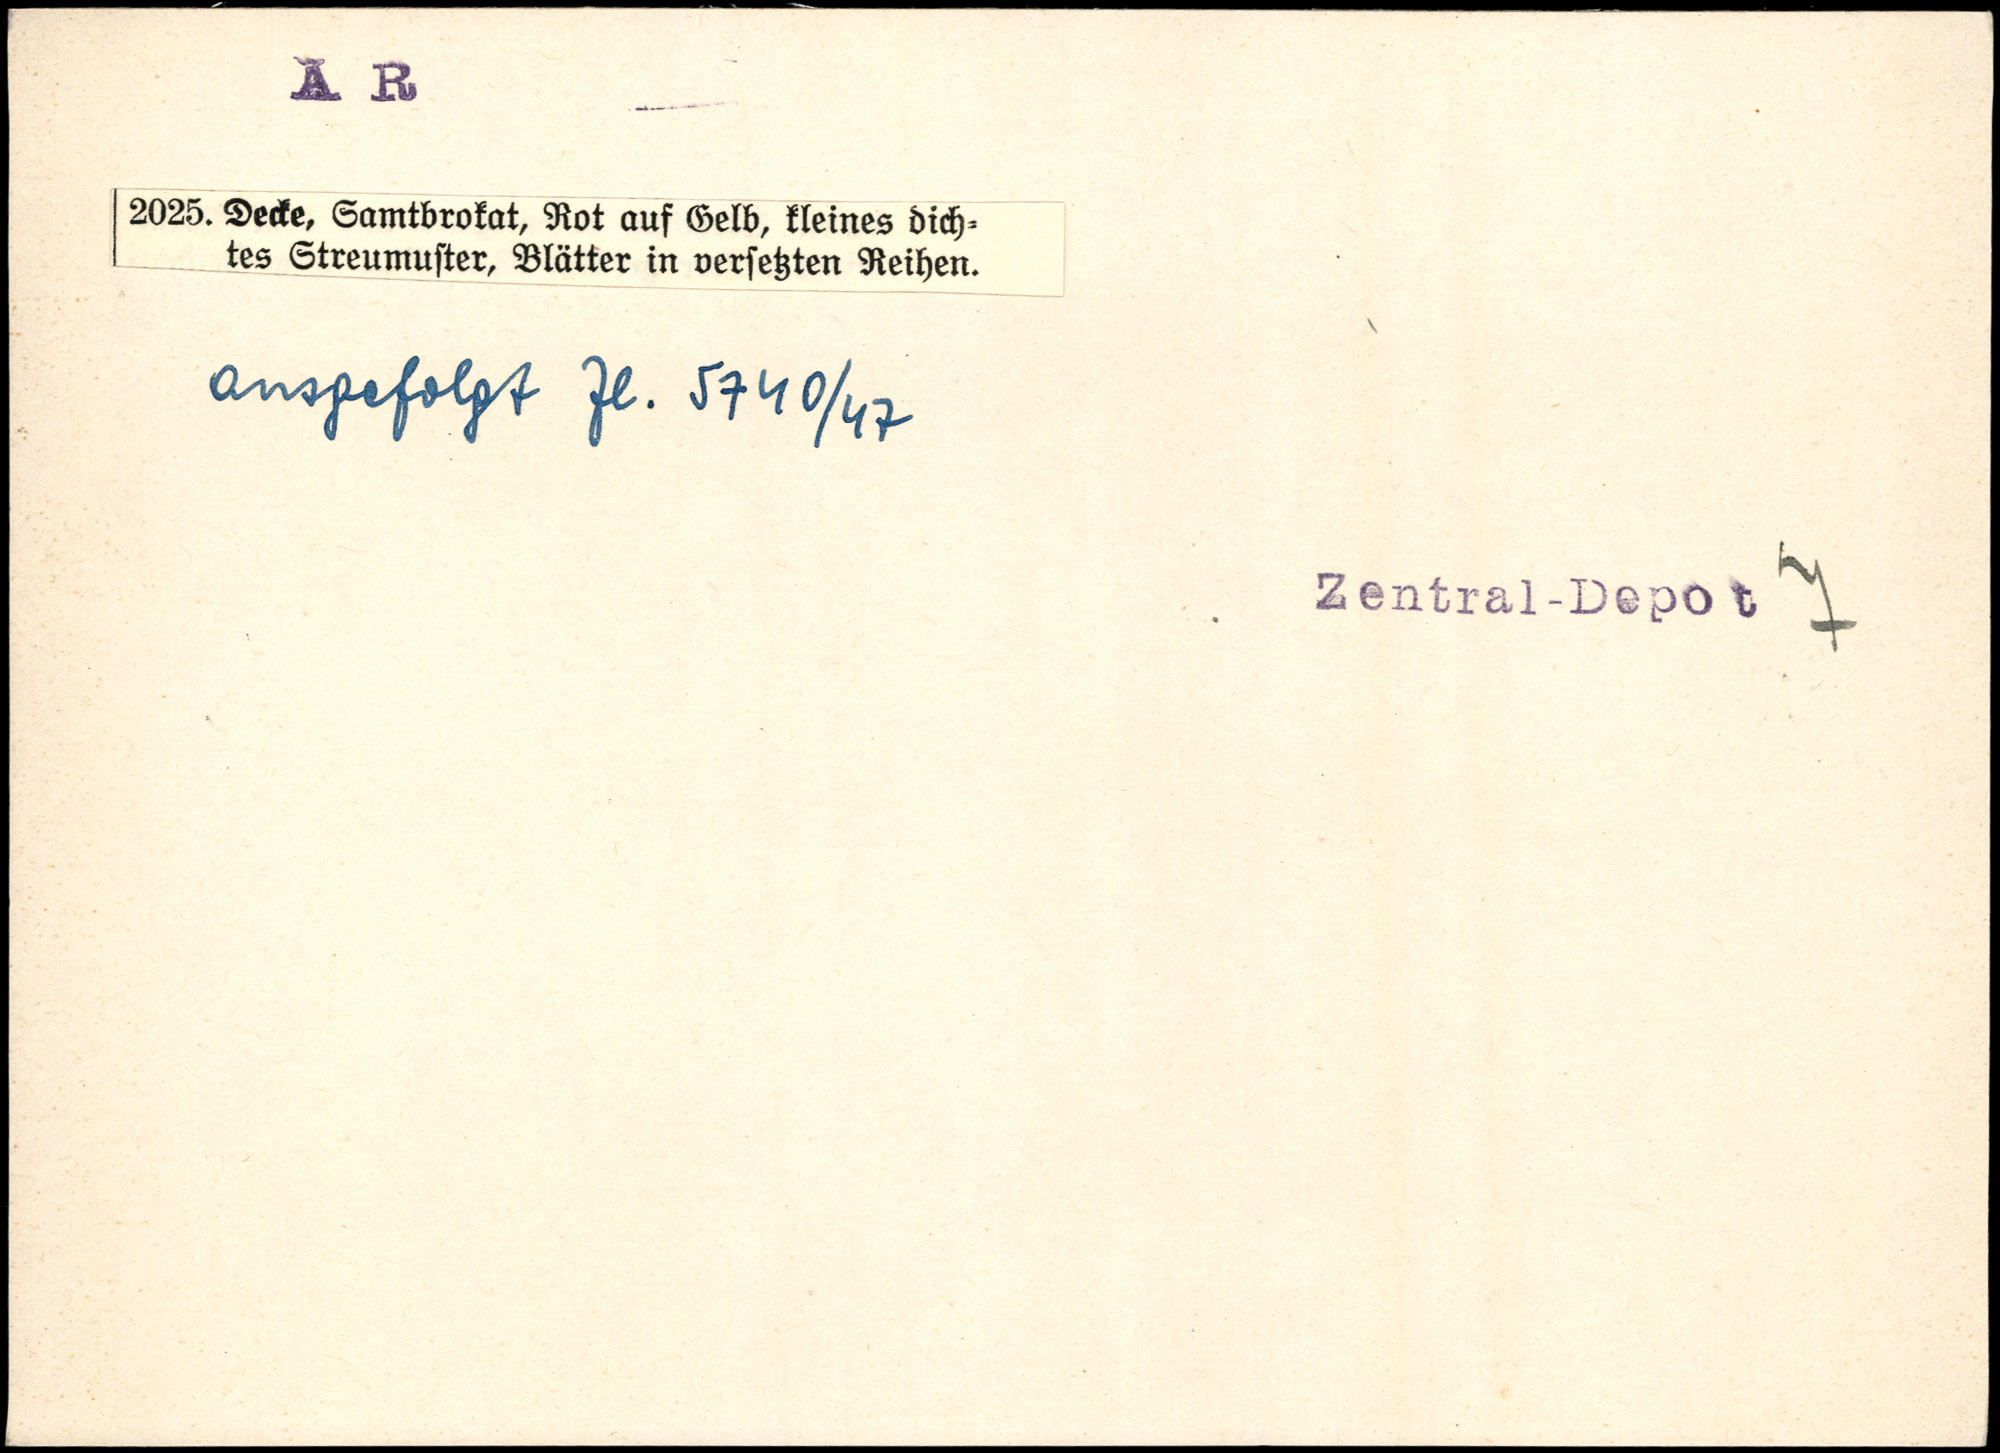 A R
2025. Decke, Samtbrokat, Rot auf Gelb, kleines dich-
tes Streumuster, Blätter in versetzten Reihen.
ausgefolgt Zl. 5740/47
Zentral-Depot 7